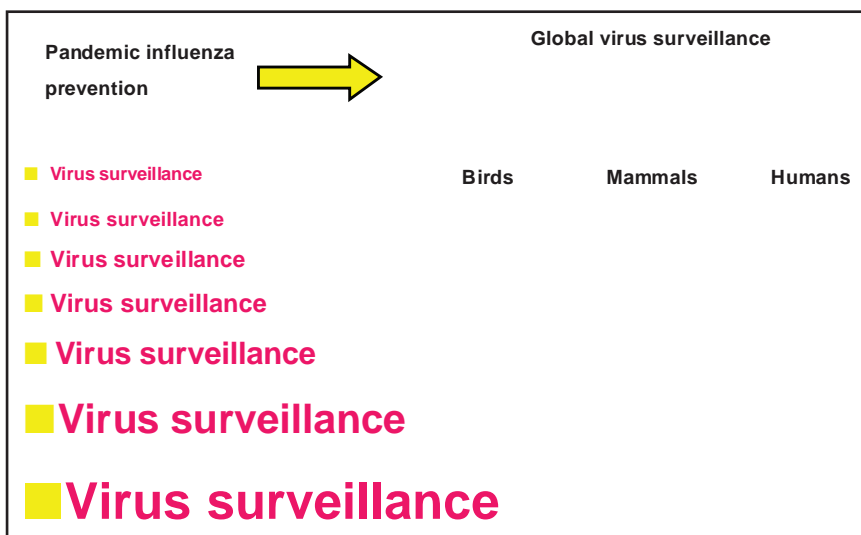 Pandemic influenza
prevention
Global virus surveillance
Virus surveillance
Birds Mammals Humans
Virus surveillance
Virus surveillance
Virus surveillance
Virus surveillance
Virus surveillance
Virus surveillance